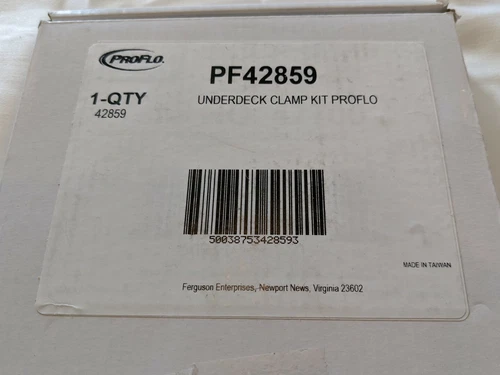 PROFLO.
PF42859
1-QTY
UNDERDECK CLAMP KIT PROFLO
42859
50038753428593
MADE IN TAIWAN
Ferguson Enterprises, Newport News, Virginia 23602